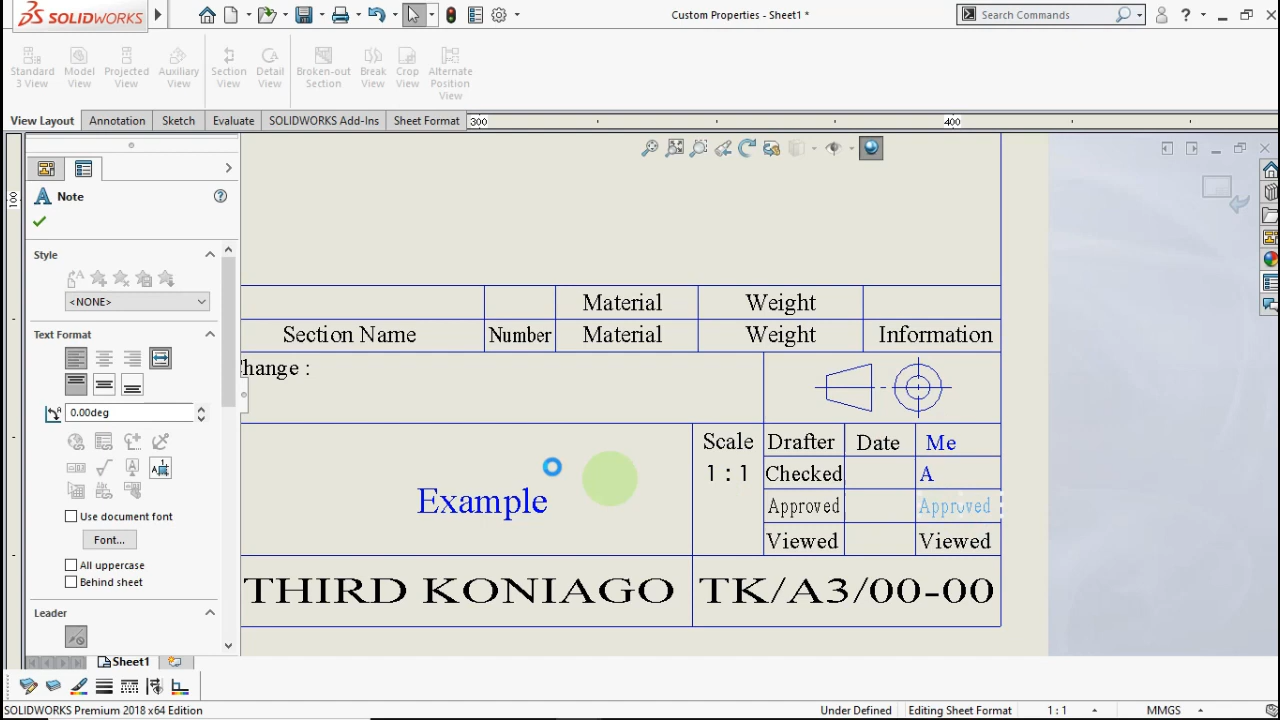 SOLIDWORKS
Custom Properties - Sheet1 *
Search Commands
?
Standard 3 View
Model View
Projected View
Auxiliary View
Section View
Detail View
Broken-out Section
Break View
Crop View
Alternate Position View
View Layout
Annotation
Sketch
Evaluate
SOLIDWORKS Add-Ins
Sheet Format
300
400
100
Note
Style
<NONE>
Text Format
0.00deg
Use document font
Font...
All uppercase
Behind sheet
Leader
Material Weight
Section Name Number Material Weight Information
hange :
Scale Drafter Date Me
1 : 1 Checked A
Example Approved Approved
Viewed Viewed
THIRD KONIAGO TK/A3/00-00
Sheet1
SOLIDWORKS Premium 2018 x64 Edition
Under Defined
Editing Sheet Format
1 : 1
MMGS